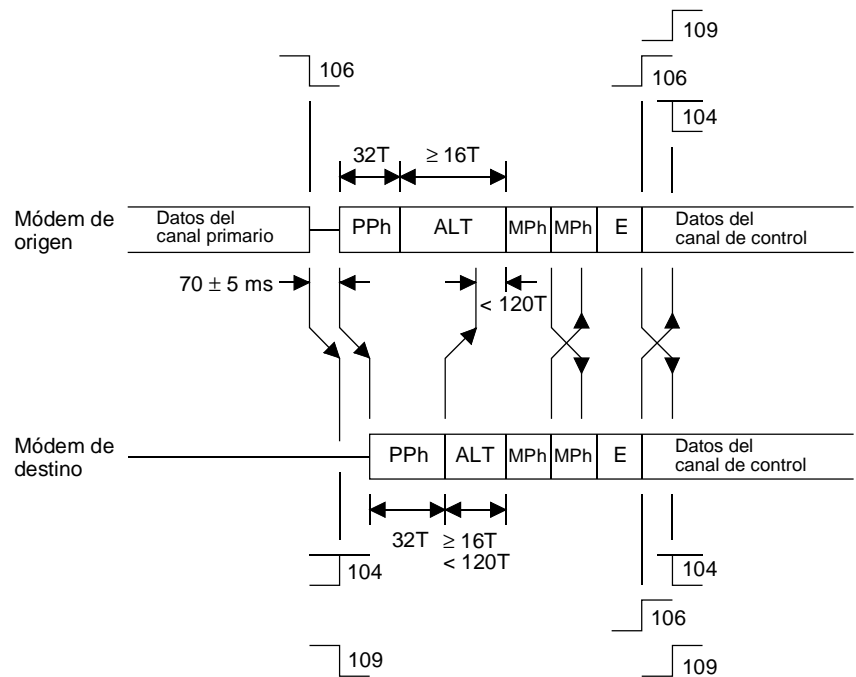 109
106
106
104
32T
≥ 16T
Módem de
origen
Datos del
canal primario
PPh
ALT
MPh
MPh
E
Datos del
canal de control
70 ± 5 ms
< 120T
Módem de
destino
PPh
ALT
MPh
MPh
E
Datos del
canal de control
32T
≥ 16T
< 120T
104
104
106
109
109